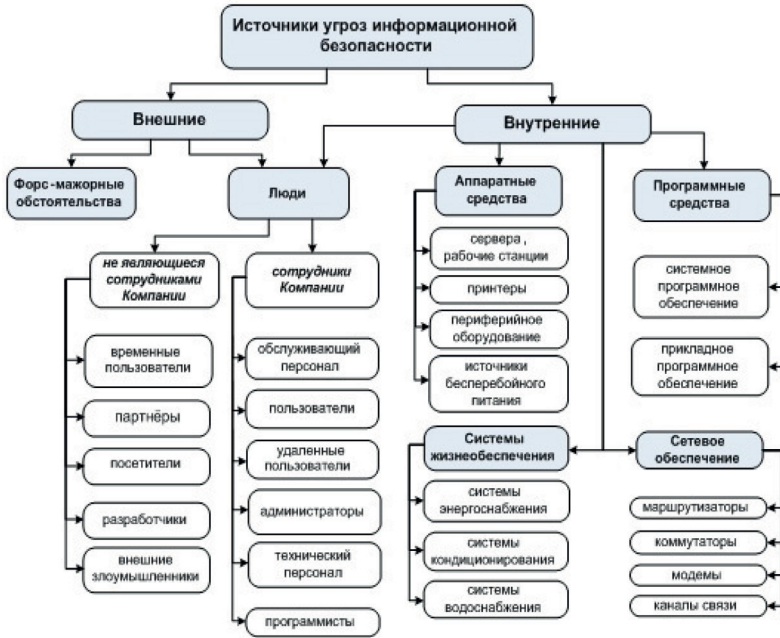 Источники угроз информационной
безопасности
Внешние
Внутренние
Форс-мажорные
обстоятельства
Люди
Аппаратные
средства
Программные
средства
не являющиеся
сотрудниками
Компании
сотрудники
Компании
сервера ,
рабочие станции
принтеры
периферийное
оборудование
источники
бесперебойного
питания
системное
программное
обеспечение
прикладное
программное
обеспечение
временные
пользователи
партнёры
посетители
разработчики
внешние
злоумышленники
обслуживающий
персонал
пользователи
удаленные
пользователи
администраторы
технический
персонал
программисты
Системы
жизнеобеспечения
системы
энергоснабжения
системы
кондиционирования
системы
водоснабжения
Сетевое
обеспечение
маршрутизаторы
коммутаторы
модемы
каналы связи